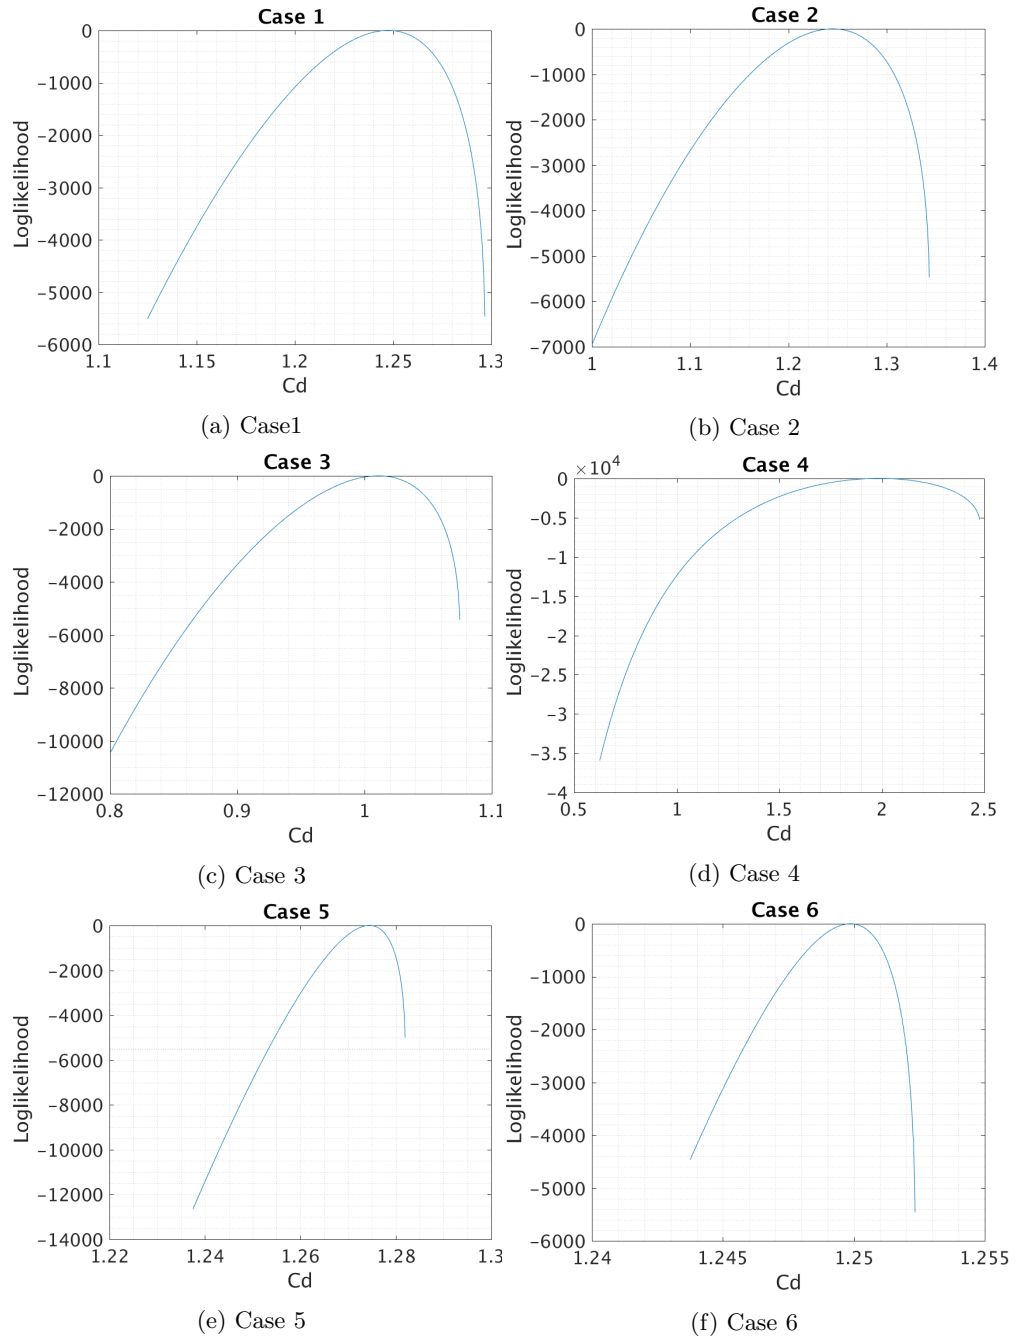 Case 1
0
−1000
−2000
−3000
−4000
−5000
−6000
Loglikelihood
1.1 1.15 1.2 1.25 1.3
Cd
(a) Case1
Case 2
0
−1000
−2000
−3000
−4000
−5000
−6000
−7000
Loglikelihood
1 1.1 1.2 1.3 1.4
Cd
(b) Case 2
Case 3
0
−2000
−4000
−6000
−8000
−10000
−12000
Loglikelihood
0.8 0.9 1 1.1
Cd
(c) Case 3
×10⁴
Case 4
0
−0.5
−1
−1.5
−2
−2.5
−3
−3.5
−4
Loglikelihood
0.5 1 1.5 2 2.5
Cd
(d) Case 4
Case 5
0
−2000
−4000
−6000
−8000
−10000
−12000
−14000
Loglikelihood
1.22 1.24 1.26 1.28 1.3
Cd
(e) Case 5
Case 6
0
−1000
−2000
−3000
−4000
−5000
−6000
Loglikelihood
1.24 1.245 1.25 1.255
Cd
(f) Case 6